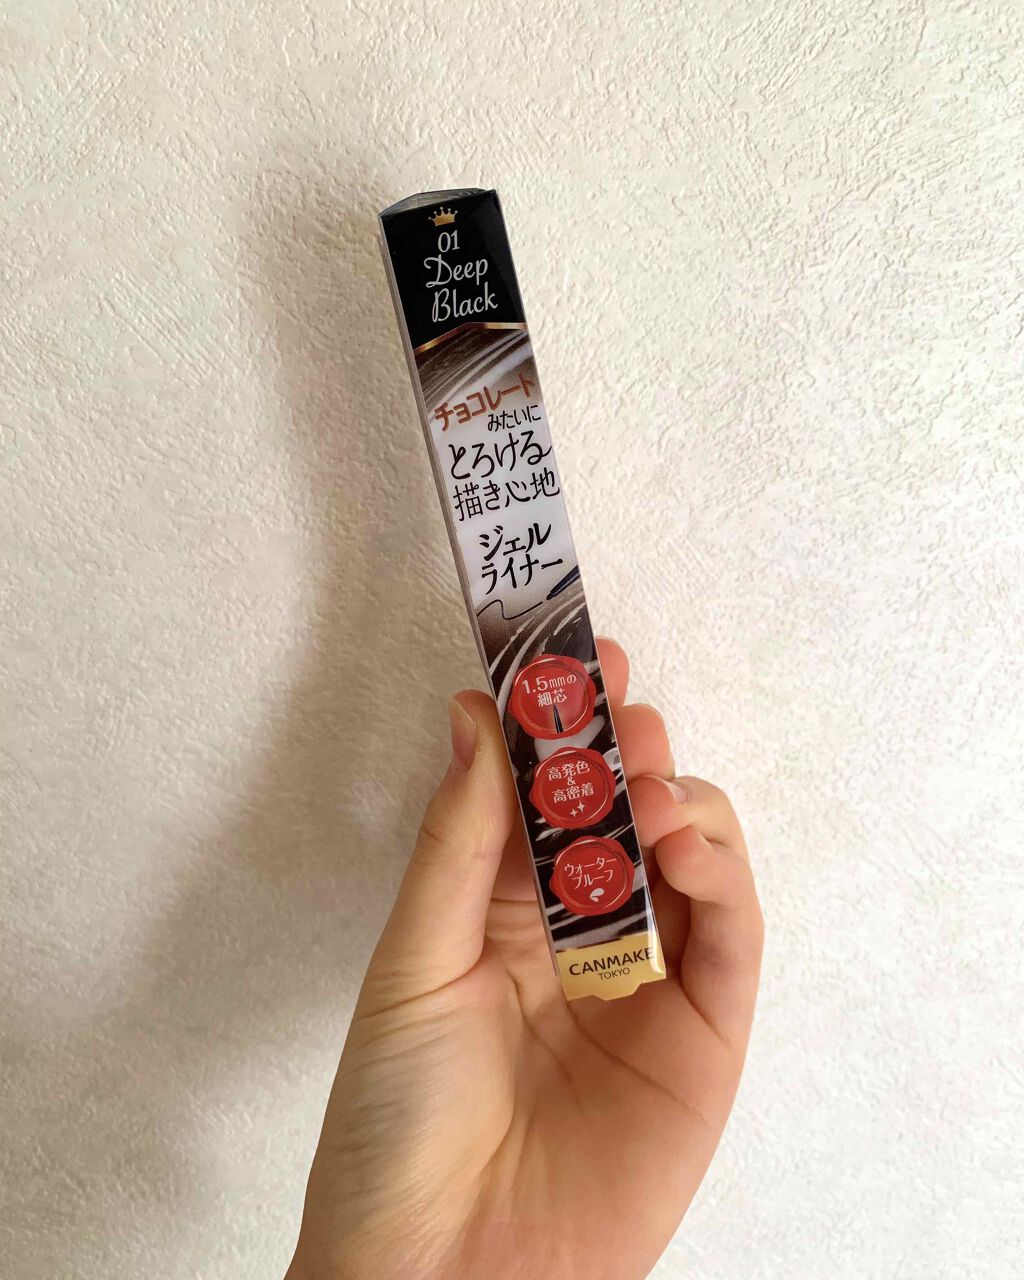 01
Deep
Black
チョコレート
みたいに
とろける
描き心地
ジェル
ライナー
1.5mmの
細芯
高発色
&
高密着
ウォーター
プルーフ
CANMAKE
TOKYO